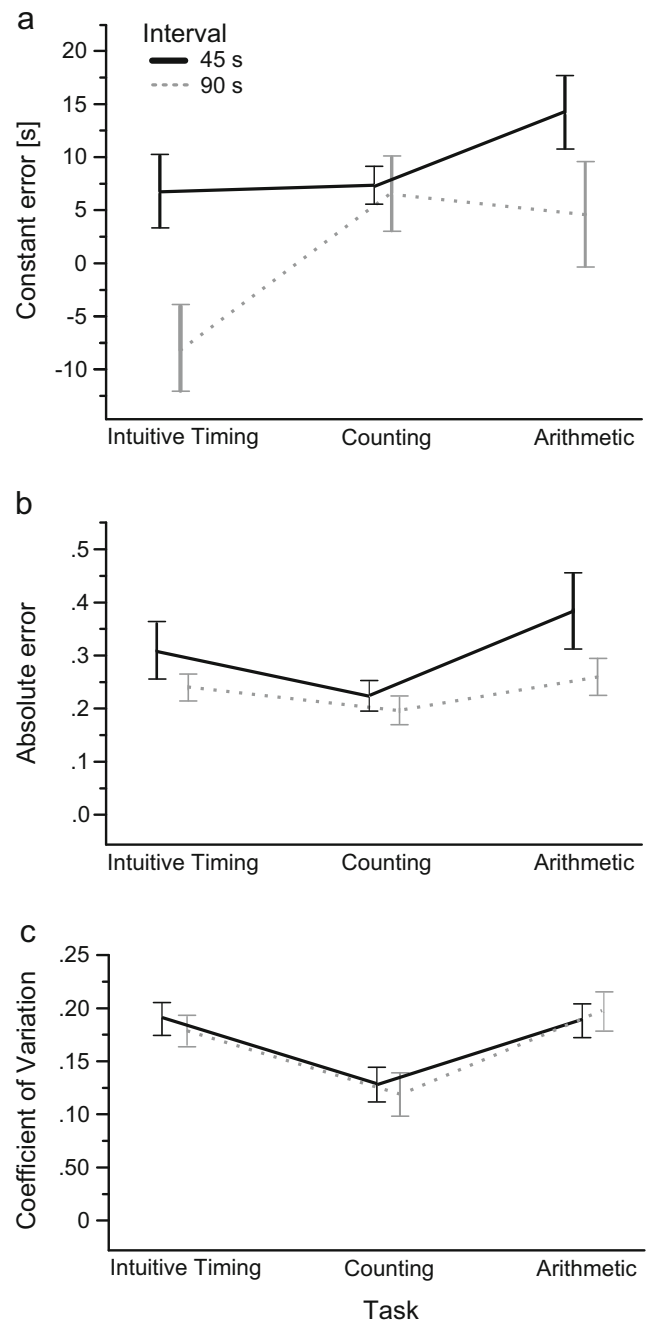 a
Interval
45 s
90 s
Constant error [s]
20
15
10
5
0
-5
-10
Intuitive Timing Counting Arithmetic
b
Absolute error
.5
.4
.3
.2
.1
.0
Intuitive Timing Counting Arithmetic
c
Coefficient of Variation
.25
.20
.15
.10
.50
0
Intuitive Timing Counting Arithmetic
Task